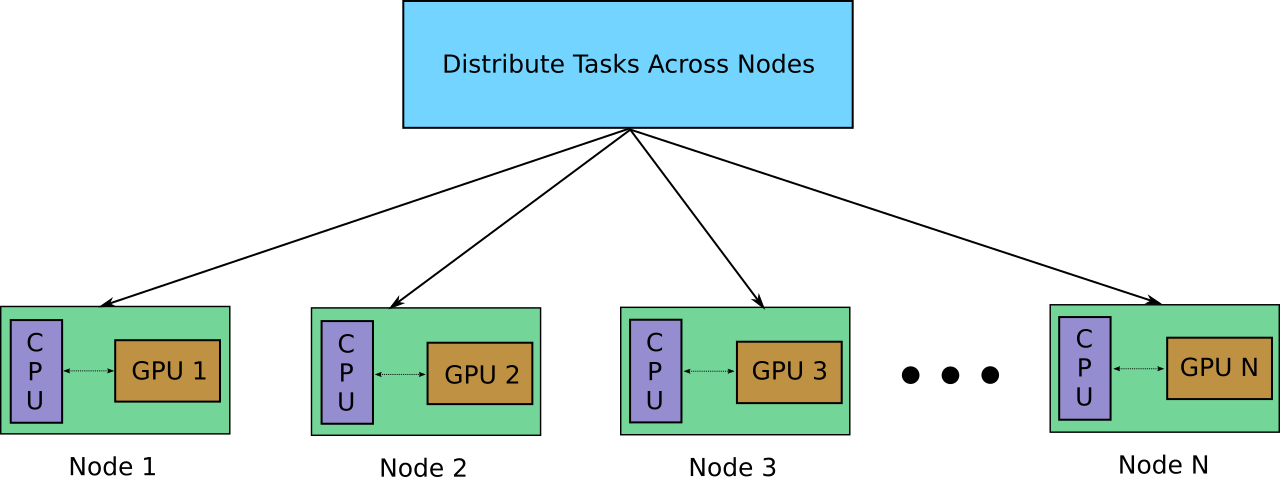 Distribute Tasks Across Nodes
C
P
U
GPU 1
C
P
U
GPU 2
C
P
U
GPU 3
C
P
U
GPU N
Node 1
Node 2
Node 3
Node N